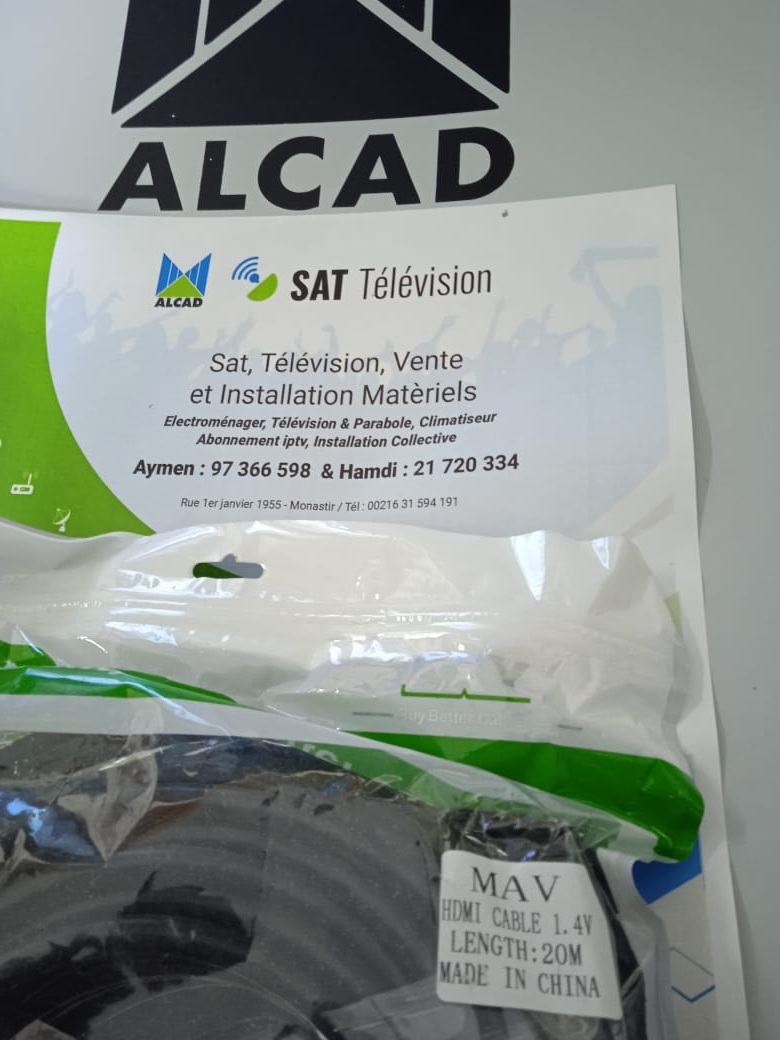 ALCAD
ALCAD
SAT Télévision
Sat, Télévision, Vente
et Installation Matèriels
Electroménager, Télévision & Parabole, Climatiseur
Abonnement iptv, Installation Collective
Aymen : 97 366 598 & Hamdi : 21 720 334
Rue 1er janvier 1955 - Monastir / Tél : 00216 31 594 191
Buy Better
MAV
HDMI CABLE 1.4V
LENGTH:20M
MADE IN CHINA